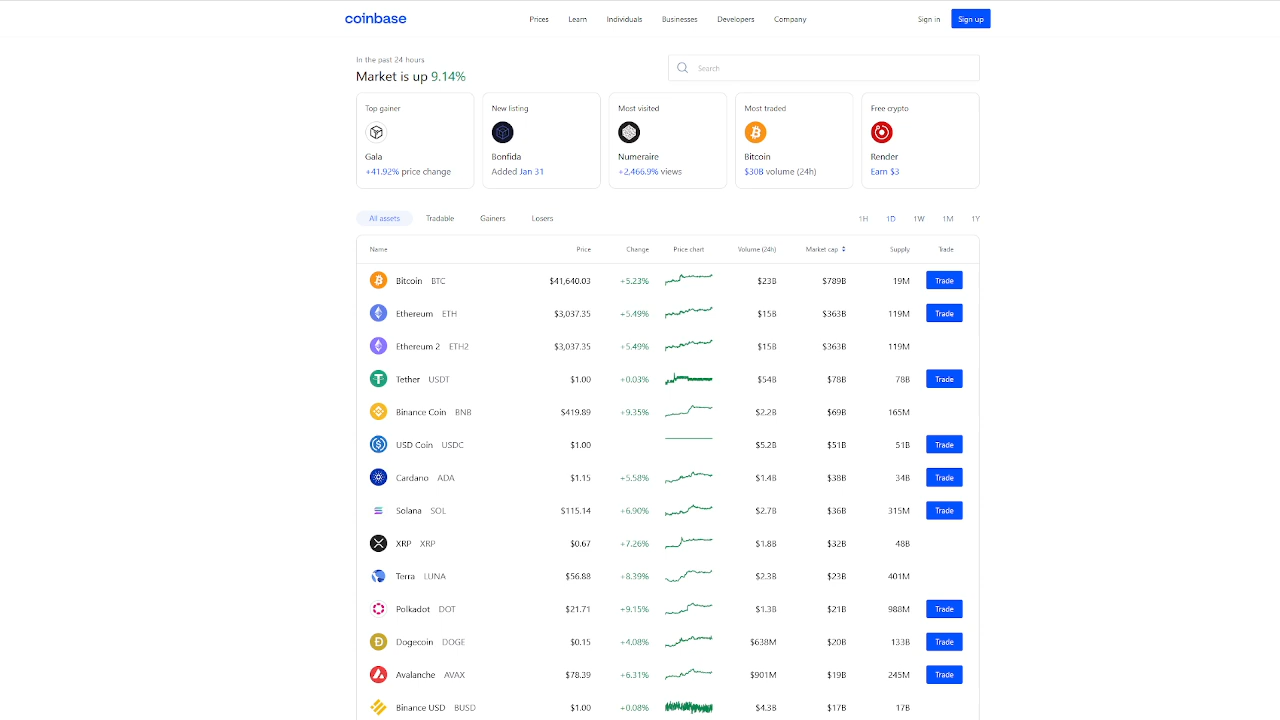 coinbase Prices Learn Individuals Businesses Developers Company Sign in Sign up
In the past 24 hours
Market is up 9.14%
Search
Top gainer
Gala
+41.92% price change
New listing
Bonfida
Added Jan 31
Most visited
Numeraire
+2,466.9% views
Most traded
Bitcoin
$30B volume (24h)
Free crypto
Render
Earn $3
All assets Tradable Gainers Losers 1H 1D 1W 1M 1Y
Name Price Change Price chart Volume (24h) Market cap Supply Trade
Bitcoin BTC $41,640.03 +5.23% $23B $789B 19M Trade
Ethereum ETH $3,037.35 +5.49% $15B $363B 119M Trade
Ethereum 2 ETH2 $3,037.35 +5.49% $15B $363B 119M
Tether USDT $1.00 +0.03% $54B $78B 78B Trade
Binance Coin BNB $419.89 +9.35% $2.2B $69B 165M
USD Coin USDC $1.00 $5.2B $51B 51B Trade
Cardano ADA $1.15 +5.58% $1.4B $38B 34B Trade
Solana SOL $115.14 +6.90% $2.7B $36B 315M Trade
XRP XRP $0.67 +7.26% $1.8B $32B 48B
Terra LUNA $56.88 +8.39% $2.3B $23B 401M
Polkadot DOT $21.71 +9.15% $1.3B $21B 988M Trade
Dogecoin DOGE $0.15 +4.08% $638M $20B 133B Trade
Avalanche AVAX $78.39 +6.31% $901M $19B 245M Trade
Binance USD BUSD $1.00 +0.08% $4.3B $17B 17B